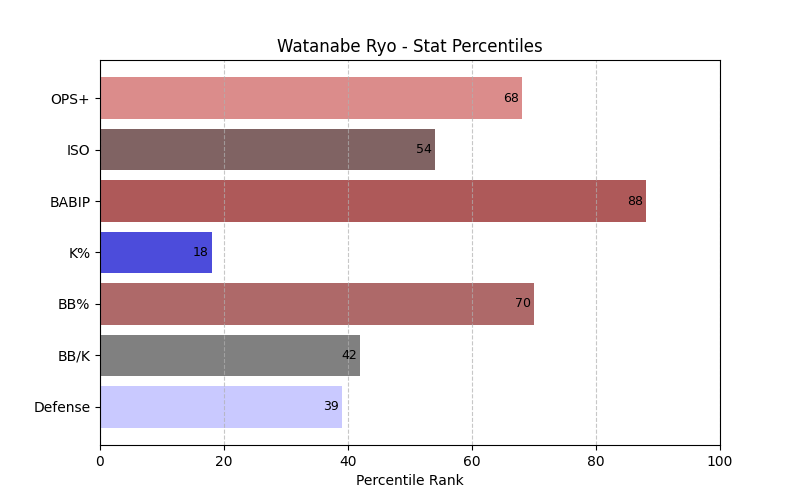 Watanabe Ryo - Stat Percentiles
OPS+ 68
ISO 54
BABIP 88
K% 18
BB% 70
BB/K 42
Defense 39
0 20 40 60 80 100
Percentile Rank